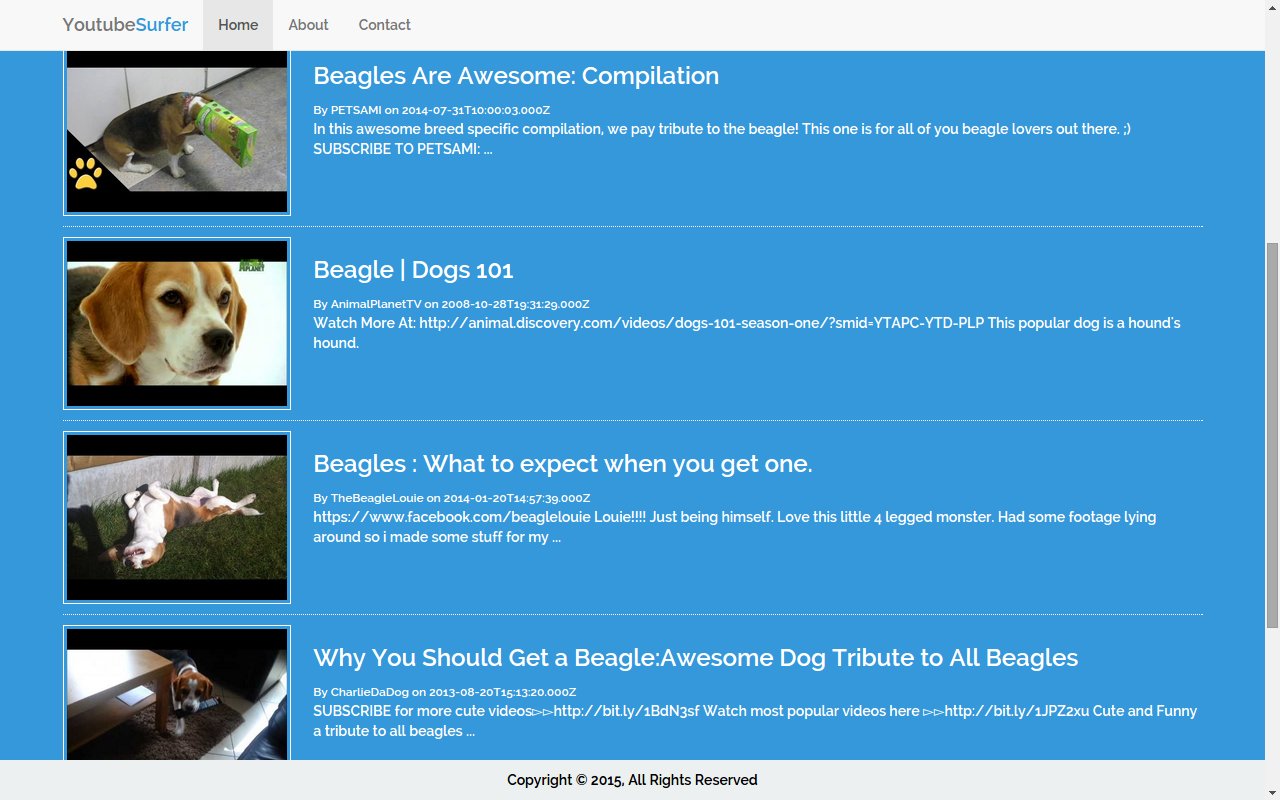 YoutubeSurfer Home About Contact
Beagles Are Awesome: Compilation
By PETSAMI on 2014-07-31T10:00:03.000Z
In this awesome breed specific compilation, we pay tribute to the beagle! This one is for all of you beagle lovers out there. ;)
SUBSCRIBE TO PETSAMI: ...
Beagle | Dogs 101
By AnimalPlanetTV on 2008-10-28T19:31:29.000Z
Watch More At: http://animal.discovery.com/videos/dogs-101-season-one/?smid=YTAPC-YTD-PLP This popular dog is a hound's
hound.
Beagles : What to expect when you get one.
By TheBeagleLouie on 2014-01-20T14:57:39.000Z
https://www.facebook.com/beaglelouie Louie!!!! Just being himself. Love this little 4 legged monster. Had some footage lying
around so i made some stuff for my ...
Why You Should Get a Beagle:Awesome Dog Tribute to All Beagles
By CharlieDaDog on 2013-08-20T15:13:20.000Z
SUBSCRIBE for more cute videos▻▻http://bit.ly/1BdN3sf Watch most popular videos here ▻▻http://bit.ly/1JPZ2xu Cute and Funny
a tribute to all beagles ...
Copyright © 2015, All Rights Reserved